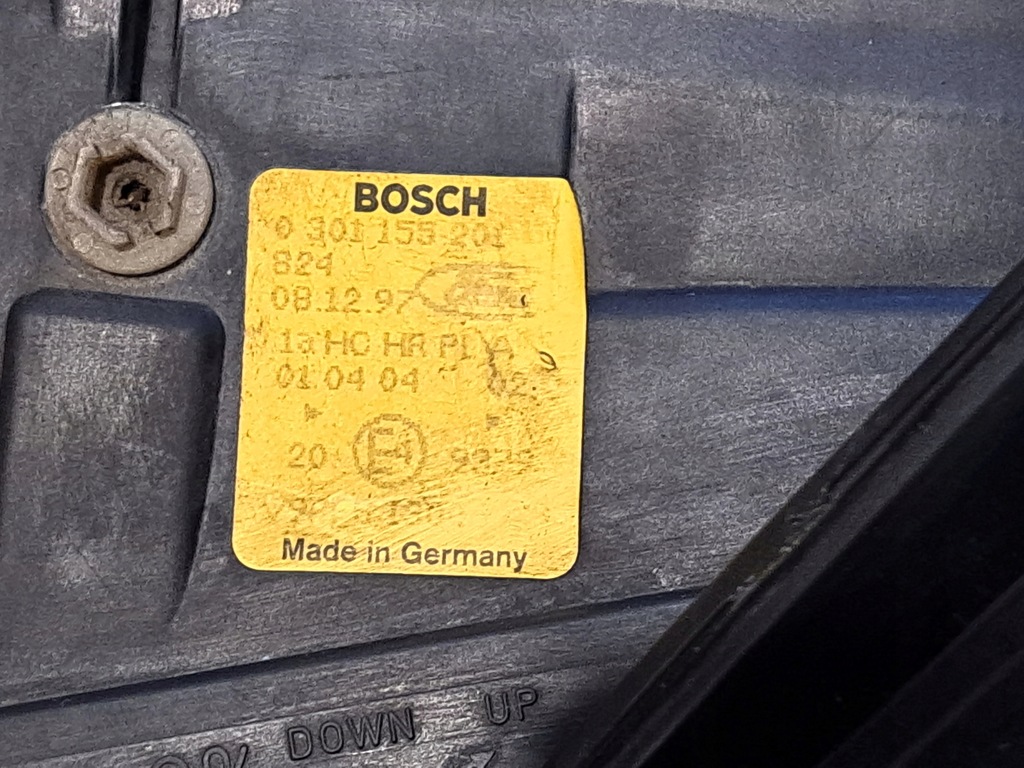 BOSCH
0 301 155 201
824
08.12.97
1a HC HR PL A
01 04 04
20 E4
Made in Germany
DOWN UP